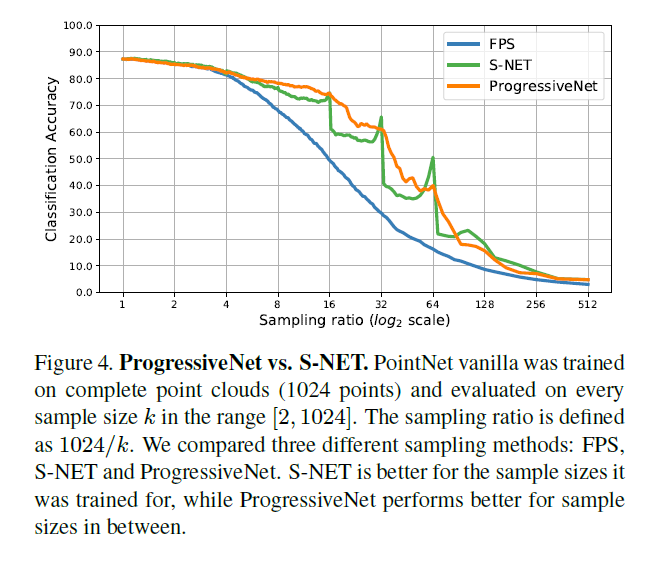 100.0
90.0
80.0
70.0
60.0
50.0
40.0
30.0
20.0
10.0
0.0
Classification Accuracy
FPS
S-NET
ProgressiveNet
1 2 4 8 16 32 64 128 256 512
Sampling ratio (log₂ scale)
Figure 4. ProgressiveNet vs. S-NET. PointNet vanilla was trained
on complete point clouds (1024 points) and evaluated on every
sample size k in the range [2, 1024]. The sampling ratio is defined
as 1024/k. We compared three different sampling methods: FPS,
S-NET and ProgressiveNet. S-NET is better for the sample sizes it
was trained for, while ProgressiveNet performs better for sample
sizes in between.